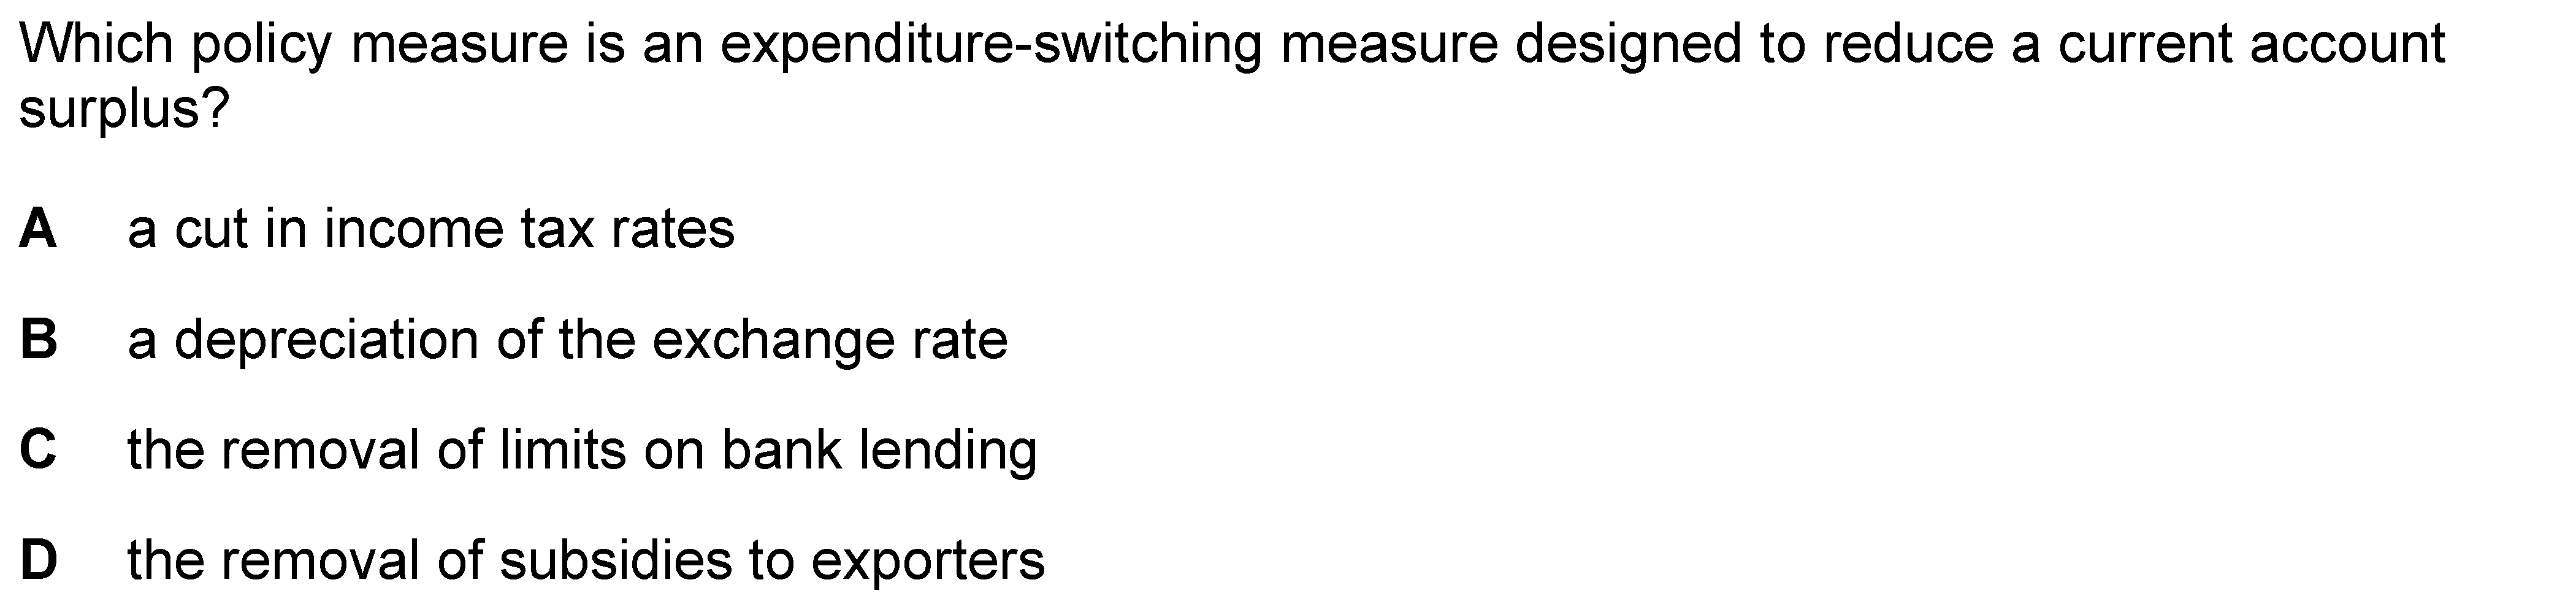 Which policy measure is an expenditure-switching measure designed to reduce a current account
surplus?
A a cut in income tax rates
B a depreciation of the exchange rate
C the removal of limits on bank lending
D the removal of subsidies to exporters